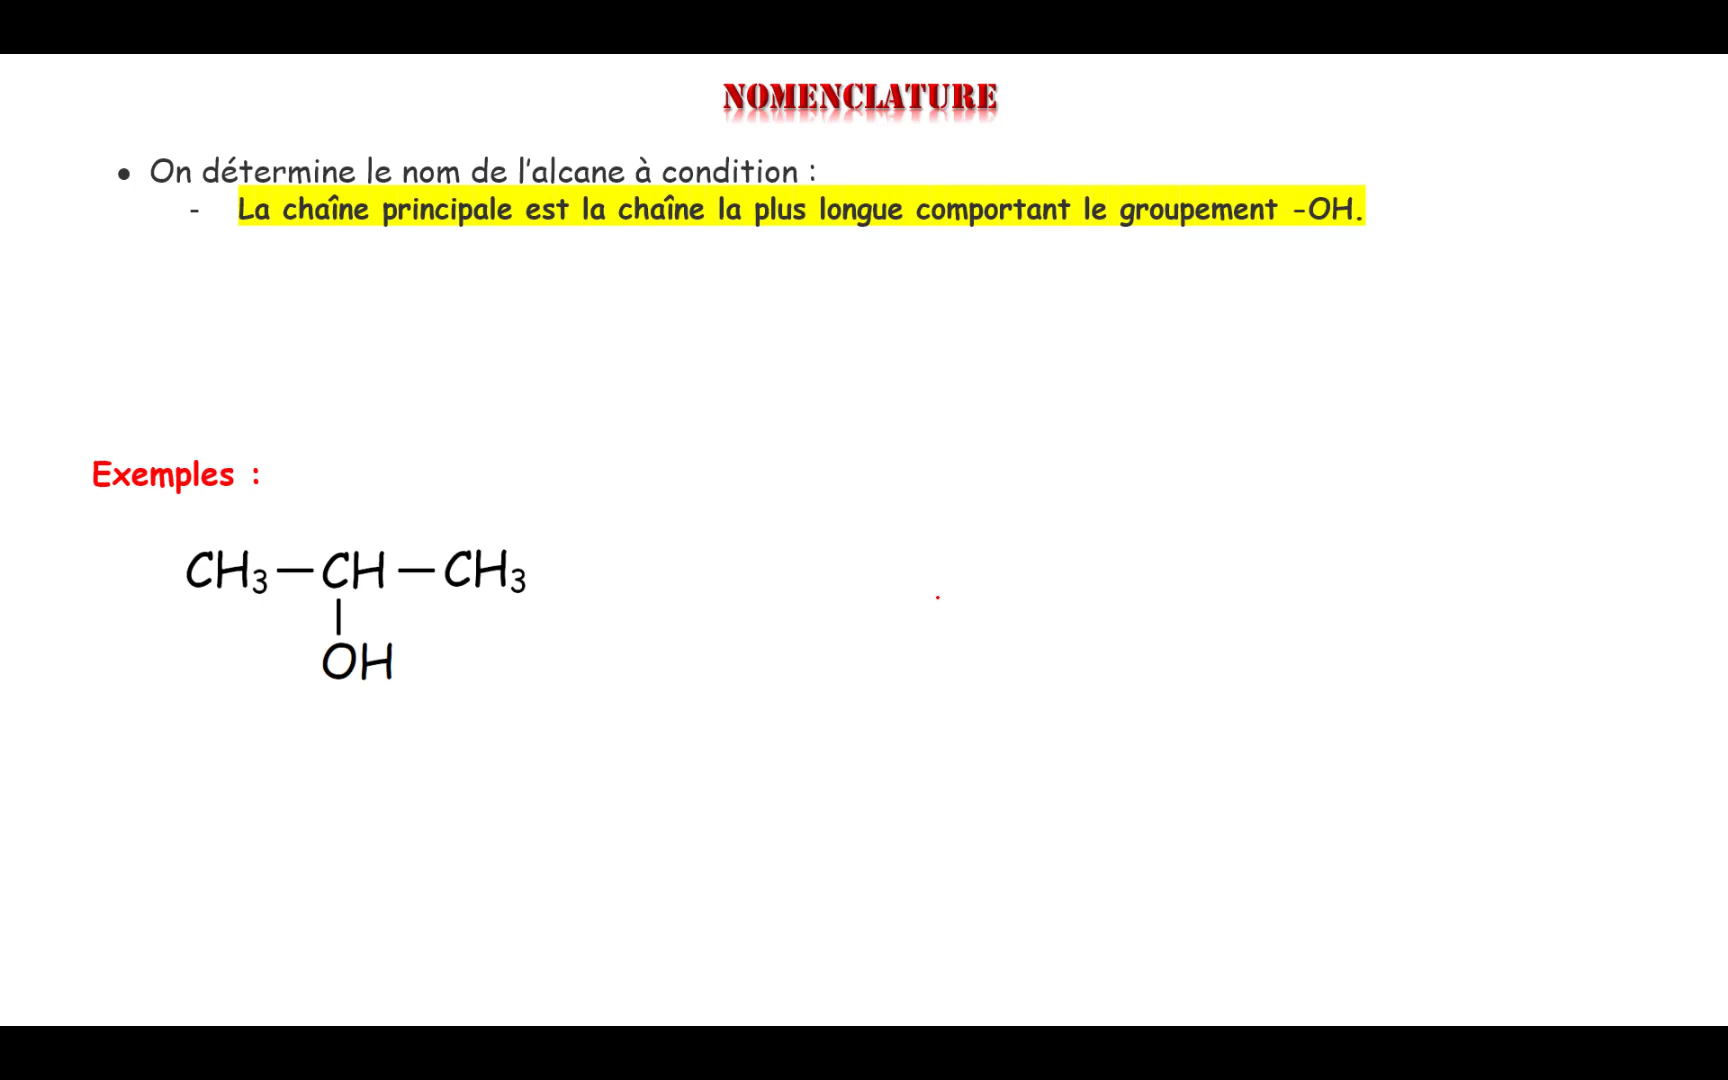 NOMENCLATURE
• On détermine le nom de l'alcane à condition :
- La chaîne principale est la chaîne la plus longue comportant le groupement -OH.
Exemples :
CH₃—CH—CH₃
|
OH